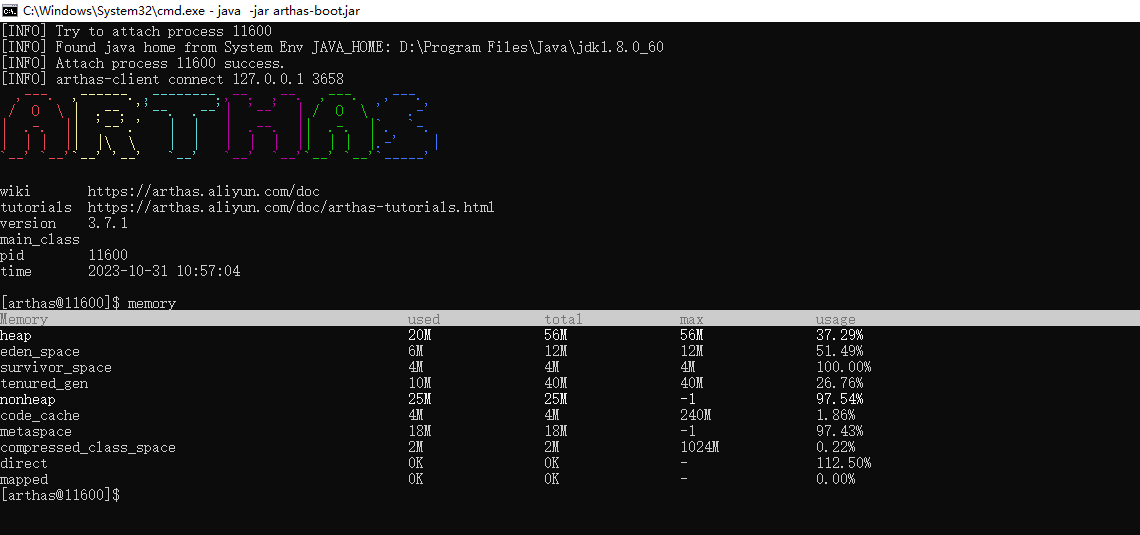 C:\Windows\System32\cmd.exe - java  -jar arthas-boot.jar
[INFO] Try to attach process 11600
[INFO] Found java home from System Env JAVA_HOME: D:\Program Files\Java\jdk1.8.0_60
[INFO] Attach process 11600 success.
[INFO] arthas-client connect 127.0.0.1 3658
ARTHAS
wiki       https://arthas.aliyun.com/doc
tutorials  https://arthas.aliyun.com/doc/arthas-tutorials.html
version    3.7.1
main_class
pid        11600
time       2023-10-31 10:57:04
[arthas@11600]$ memory
Memory used total max usage
heap 20M 56M 56M 37.29%
eden_space 6M 12M 12M 51.49%
survivor_space 4M 4M 4M 100.00%
tenured_gen 10M 40M 40M 26.76%
nonheap 25M 25M -1 97.54%
code_cache 4M 4M 240M 1.86%
metaspace 18M 18M -1 97.43%
compressed_class_space 2M 2M 1024M 0.22%
direct 0K 0K - 112.50%
mapped 0K 0K - 0.00%
[arthas@11600]$